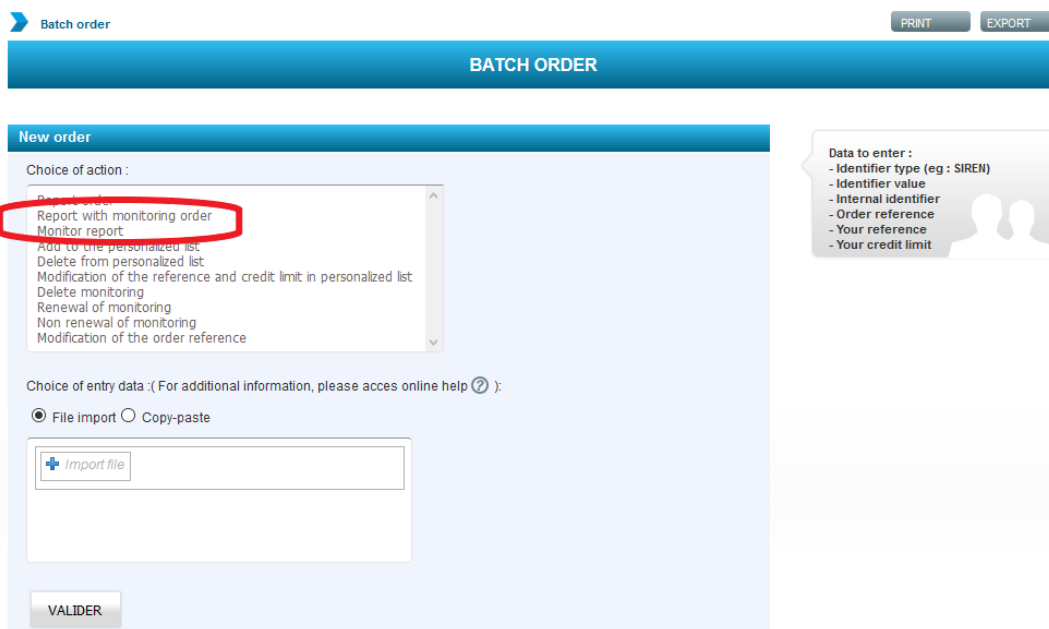 Batch order
PRINT
EXPORT
BATCH ORDER
New order
Choice of action :
Report order
Report with monitoring order
Monitor report
Add to the personalized list
Delete from personalized list
Modification of the reference and credit limit in personalized list
Delete monitoring
Renewal of monitoring
Non renewal of monitoring
Modification of the order reference
Data to enter :
- Identifier type (eg : SIREN)
- Identifier value
- Internal identifier
- Order reference
- Your reference
- Your credit limit
Choice of entry data :( For additional information, please acces online help ? ):
File import Copy-paste
Import file
VALIDER